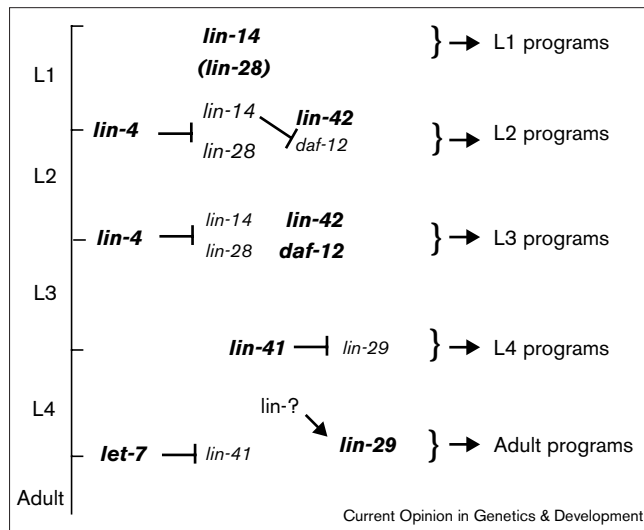 lin-14
(lin-28)
} → L1 programs
L1
lin-4
lin-14
lin-28
lin-42
daf-12
} → L2 programs
L2
lin-4
lin-14
lin-28
lin-42
daf-12
} → L3 programs
L3
lin-41
lin-29
} → L4 programs
L4
lin-?
let-7
lin-41
lin-29
} → Adult programs
Adult
Current Opinion in Genetics & Development